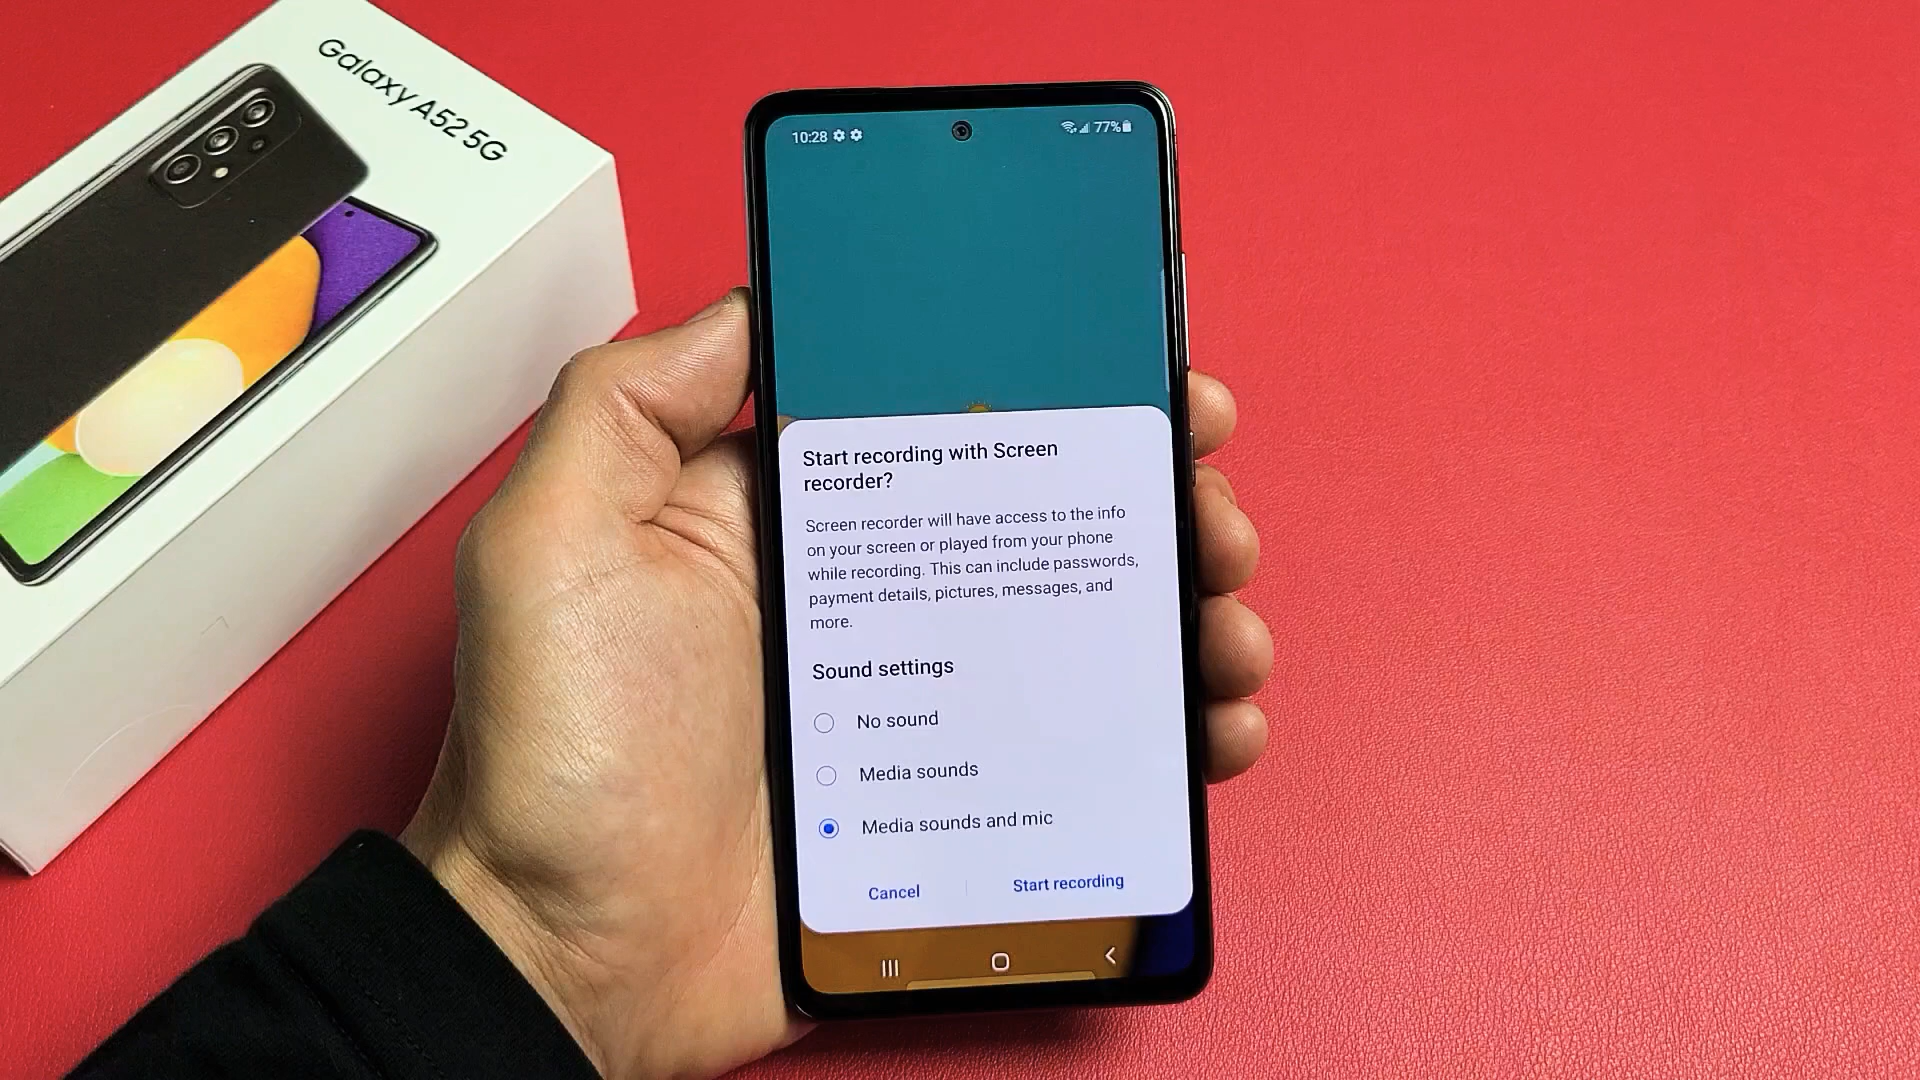 Galaxy A52 5G
10:28
77%
Start recording with Screen
recorder?
Screen recorder will have access to the info
on your screen or played from your phone
while recording. This can include passwords,
payment details, pictures, messages, and
more.
Sound settings
No sound
Media sounds
Media sounds and mic
Cancel
Start recording